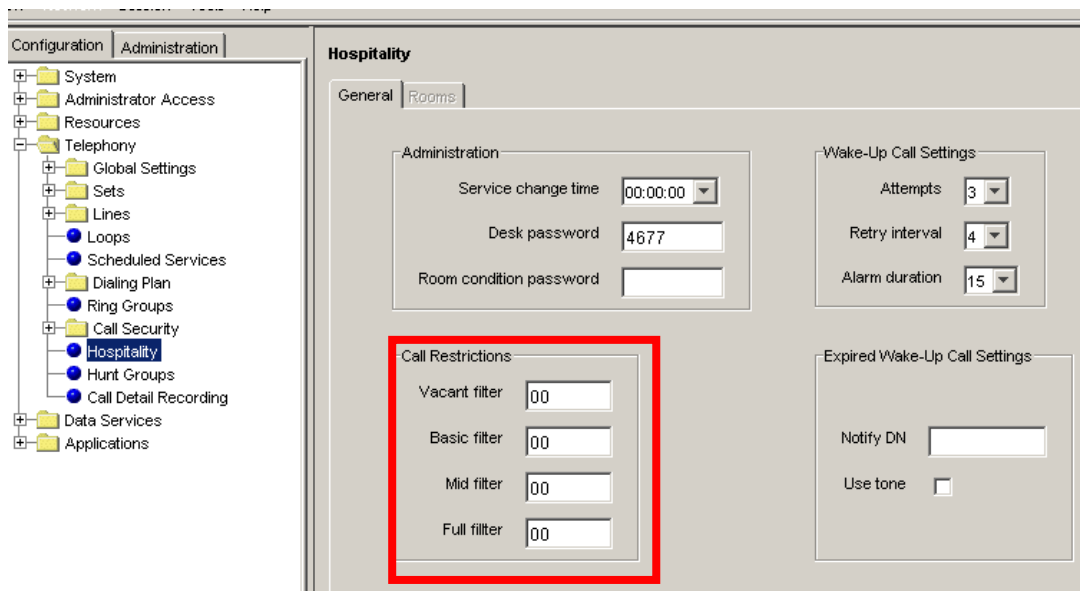 Configuration
Administration
System
Administrator Access
Resources
Telephony
Global Settings
Sets
Lines
Loops
Scheduled Services
Dialing Plan
Ring Groups
Call Security
Hospitality
Hunt Groups
Call Detail Recording
Data Services
Applications
Hospitality
General
Rooms
Administration
Service change time 00:00:00
Desk password 4677
Room condition password
Wake-Up Call Settings
Attempts 3
Retry interval 4
Alarm duration 15
Call Restrictions
Vacant filter 00
Basic filter 00
Mid filter 00
Full fillter 00
Expired Wake-Up Call Settings
Notify DN
Use tone